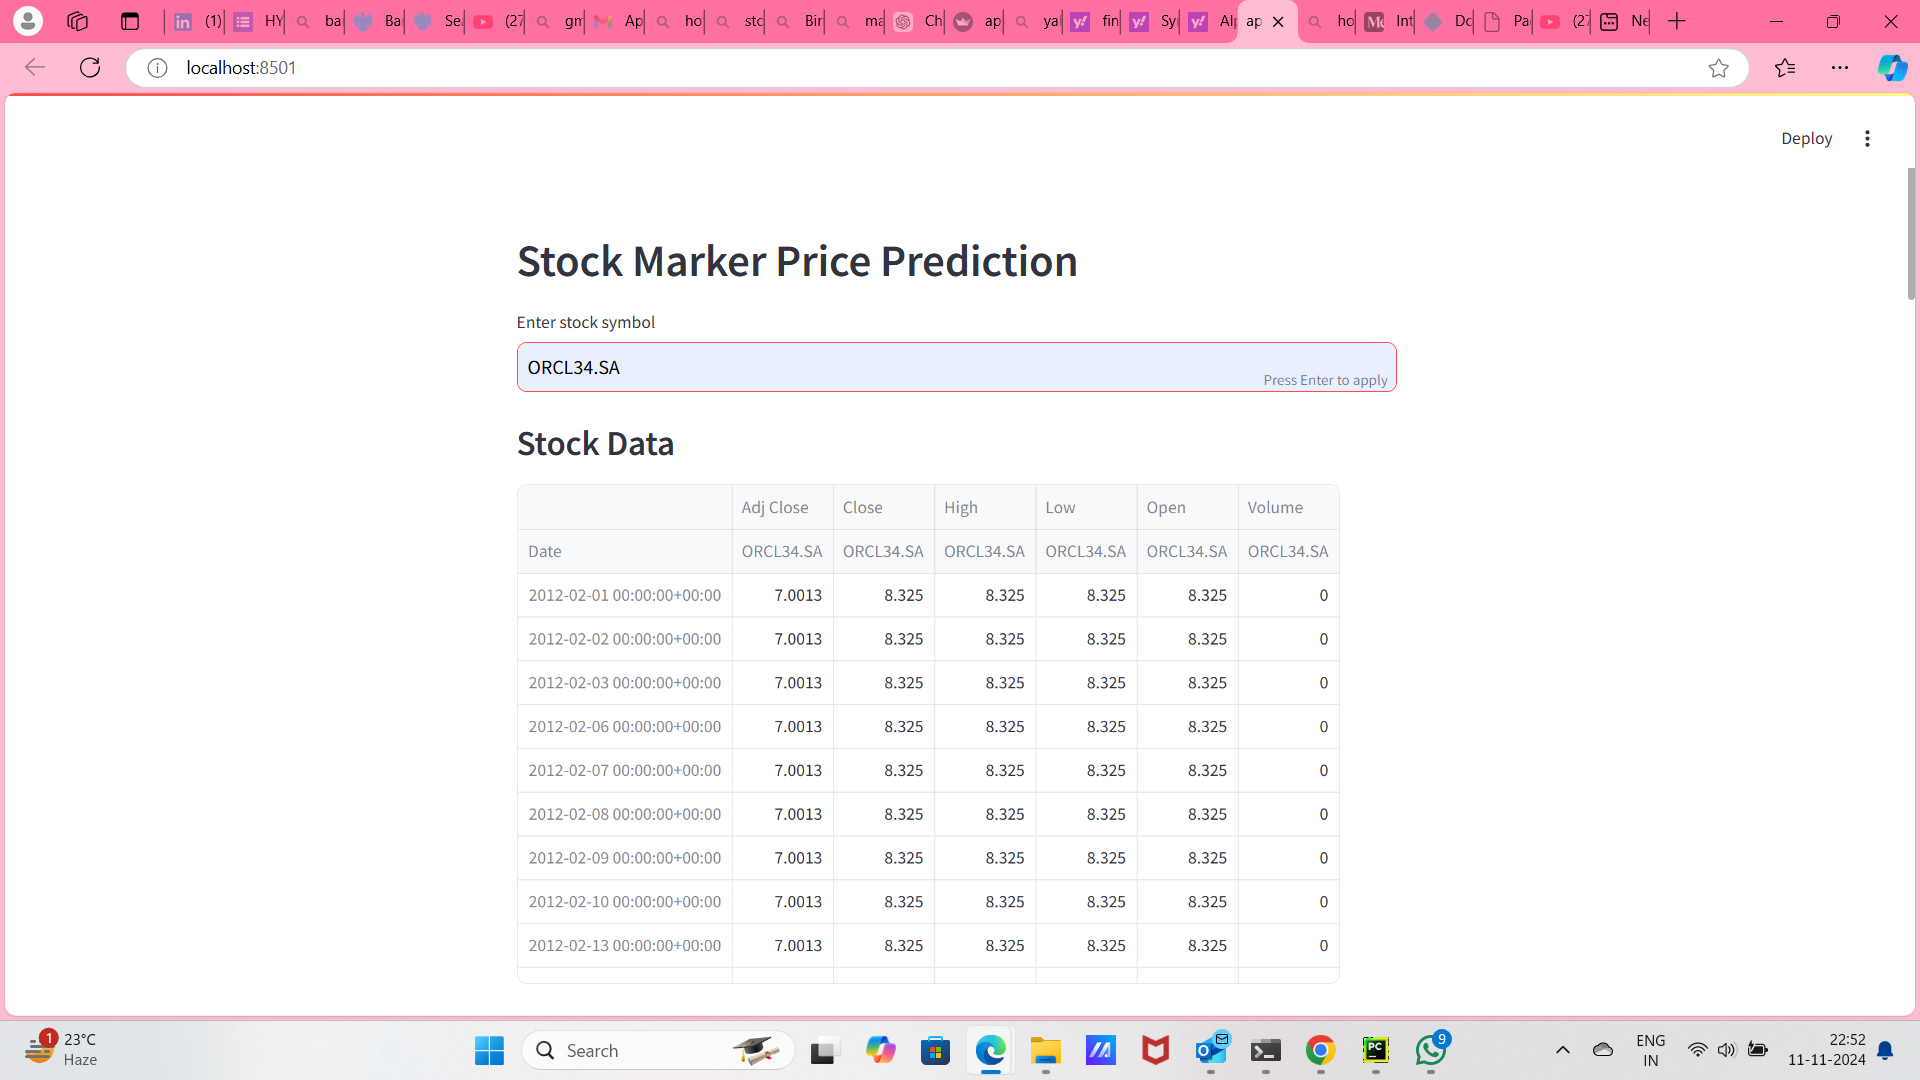 (1) HY ba Ba Se (27 gm Ap ho stc Bir ma Ch ap yal fin Sy Al ap ho Int Dc Pa (27 Ne
localhost:8501
Deploy
Stock Marker Price Prediction
Enter stock symbol
ORCL34.SA
Press Enter to apply
Stock Data
Adj Close Close High Low Open Volume
Date ORCL34.SA ORCL34.SA ORCL34.SA ORCL34.SA ORCL34.SA ORCL34.SA
2012-02-01 00:00:00+00:00 7.0013 8.325 8.325 8.325 8.325 0
2012-02-02 00:00:00+00:00 7.0013 8.325 8.325 8.325 8.325 0
2012-02-03 00:00:00+00:00 7.0013 8.325 8.325 8.325 8.325 0
2012-02-06 00:00:00+00:00 7.0013 8.325 8.325 8.325 8.325 0
2012-02-07 00:00:00+00:00 7.0013 8.325 8.325 8.325 8.325 0
2012-02-08 00:00:00+00:00 7.0013 8.325 8.325 8.325 8.325 0
2012-02-09 00:00:00+00:00 7.0013 8.325 8.325 8.325 8.325 0
2012-02-10 00:00:00+00:00 7.0013 8.325 8.325 8.325 8.325 0
2012-02-13 00:00:00+00:00 7.0013 8.325 8.325 8.325 8.325 0
1 23°C
Haze
Search
9
ENG
IN
22:52
11-11-2024